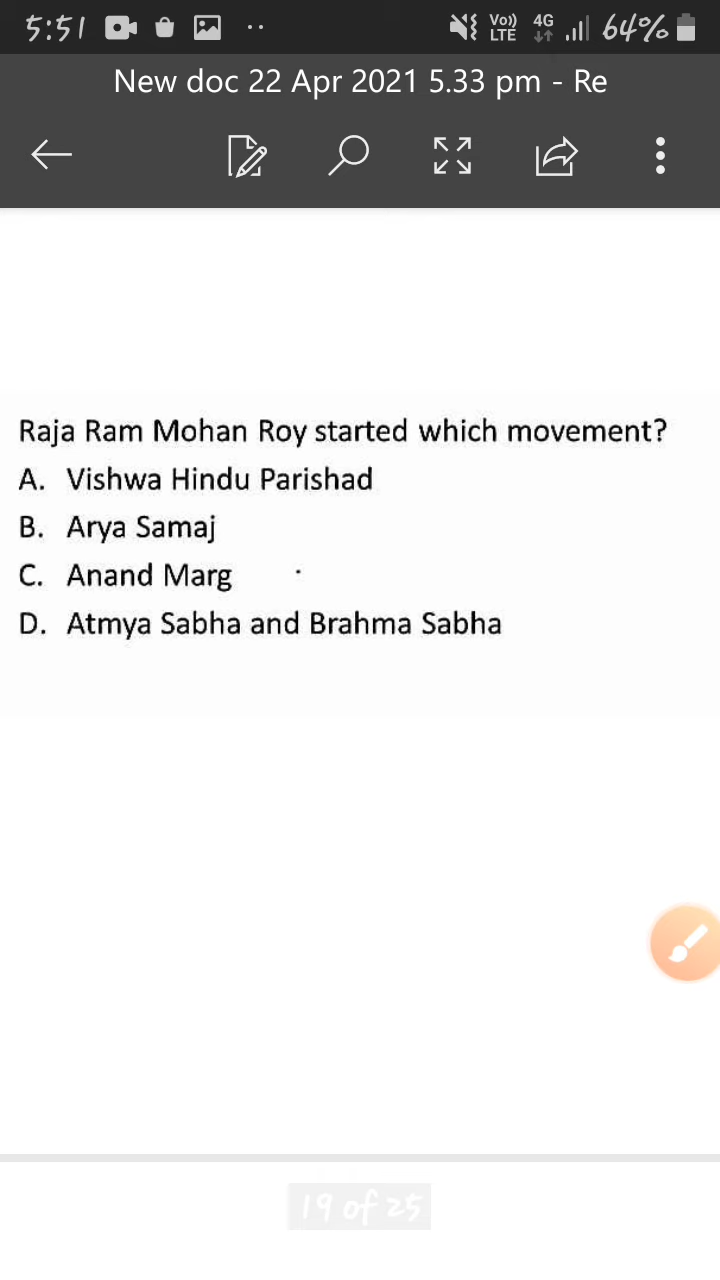 5:51
Vo)) LTE 4G 64%
New doc 22 Apr 2021 5.33 pm - Re
Raja Ram Mohan Roy started which movement?
A. Vishwa Hindu Parishad
B. Arya Samaj
C. Anand Marg
D. Atmya Sabha and Brahma Sabha
19 of 25